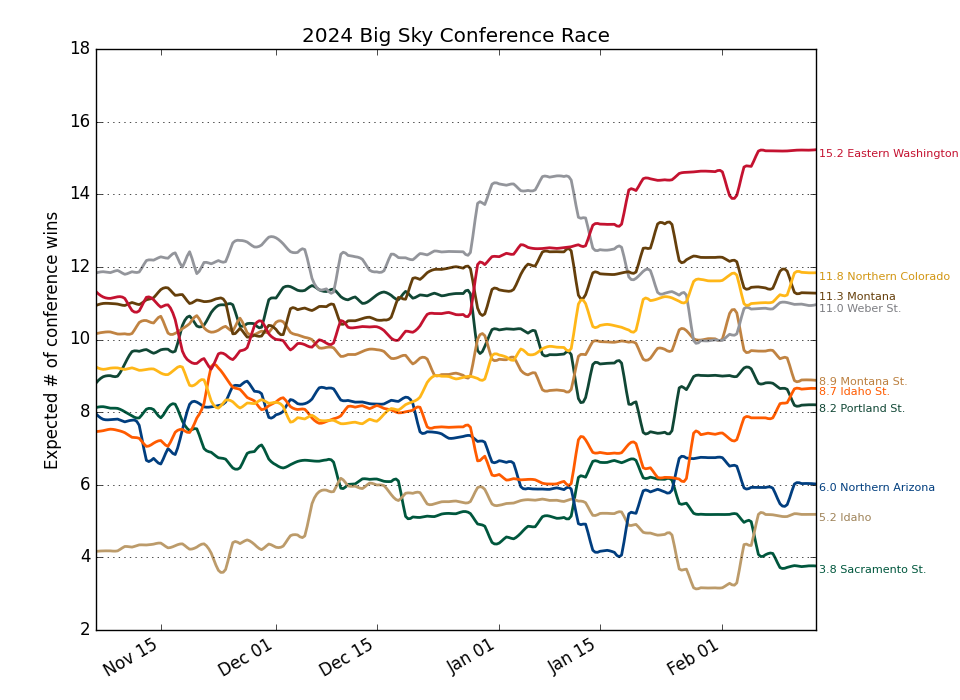 2024 Big Sky Conference Race
Expected # of conference wins
18
16
14
12
10
8
6
4
2
Nov 15
Dec 01
Dec 15
Jan 01
Jan 15
Feb 01
15.2 Eastern Washington
11.8 Northern Colorado
11.3 Montana
11.0 Weber St.
8.9 Montana St.
8.7 Idaho St.
8.2 Portland St.
6.0 Northern Arizona
5.2 Idaho
3.8 Sacramento St.